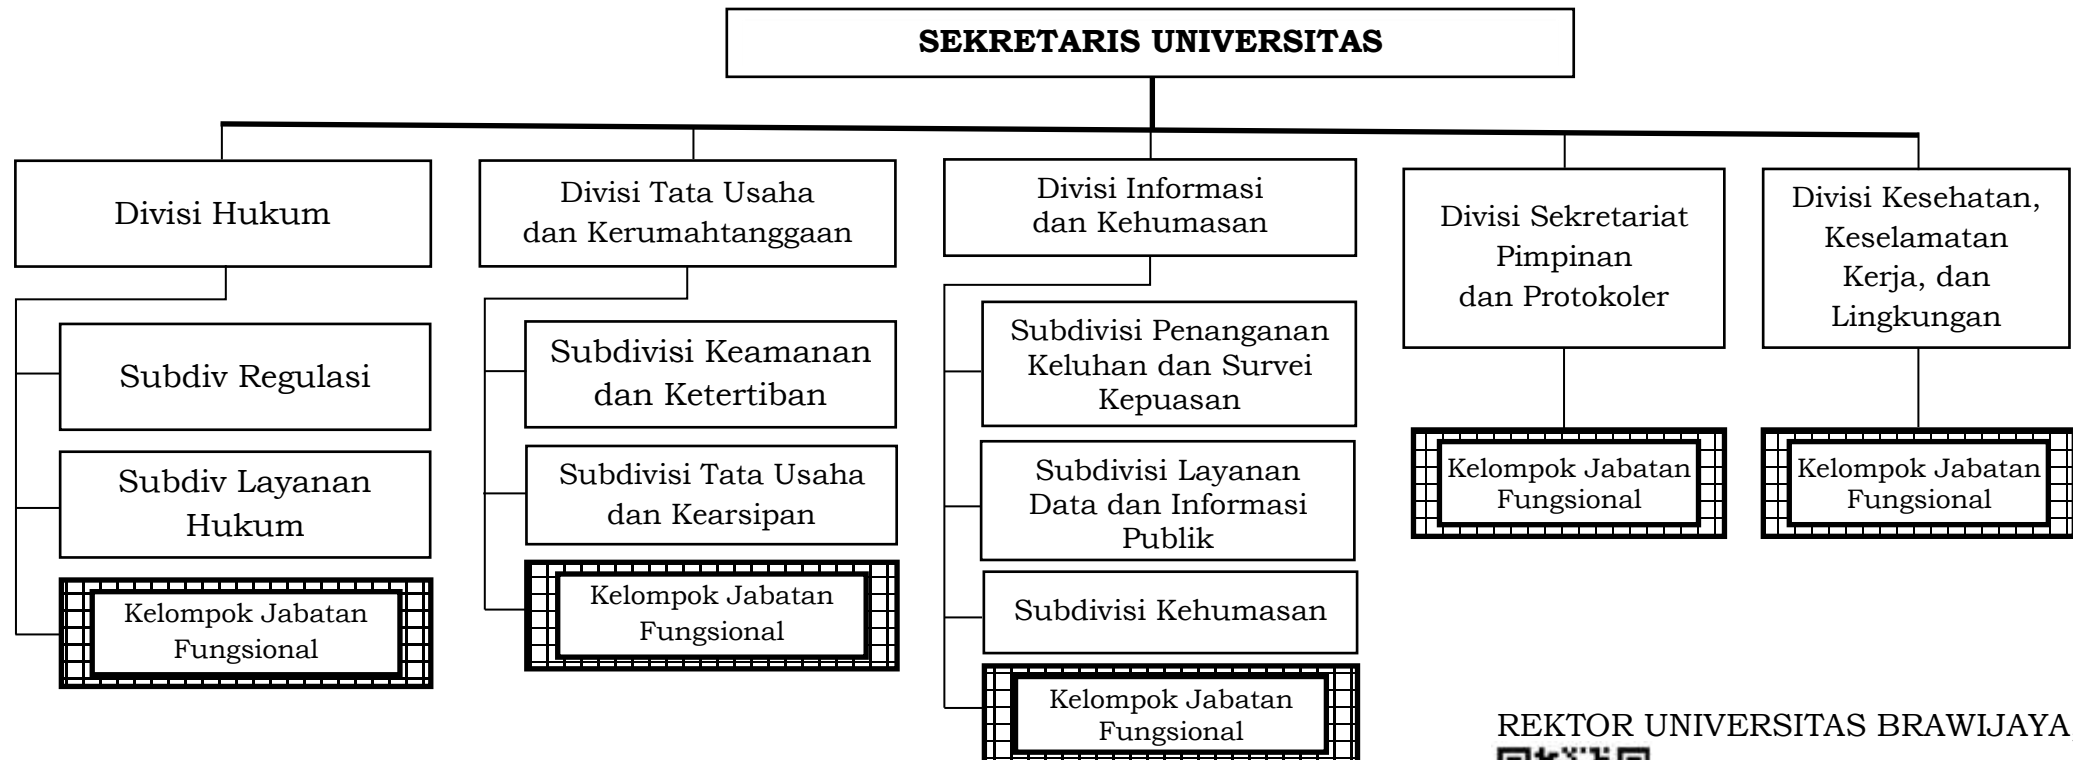 SEKRETARIS UNIVERSITAS
Divisi Hukum
Subdiv Regulasi
Subdiv Layanan
Hukum
Kelompok Jabatan
Fungsional
Divisi Tata Usaha
dan Kerumahtanggaan
Subdivisi Keamanan
dan Ketertiban
Subdivisi Tata Usaha
dan Kearsipan
Kelompok Jabatan
Fungsional
Divisi Informasi
dan Kehumasan
Subdivisi Penanganan
Keluhan dan Survei
Kepuasan
Subdivisi Layanan
Data dan Informasi
Publik
Subdivisi Kehumasan
Kelompok Jabatan
Fungsional
Divisi Sekretariat
Pimpinan
dan Protokoler
Kelompok Jabatan
Fungsional
Divisi Kesehatan,
Keselamatan
Kerja, dan
Lingkungan
Kelompok Jabatan
Fungsional
REKTOR UNIVERSITAS BRAWIJAYA,